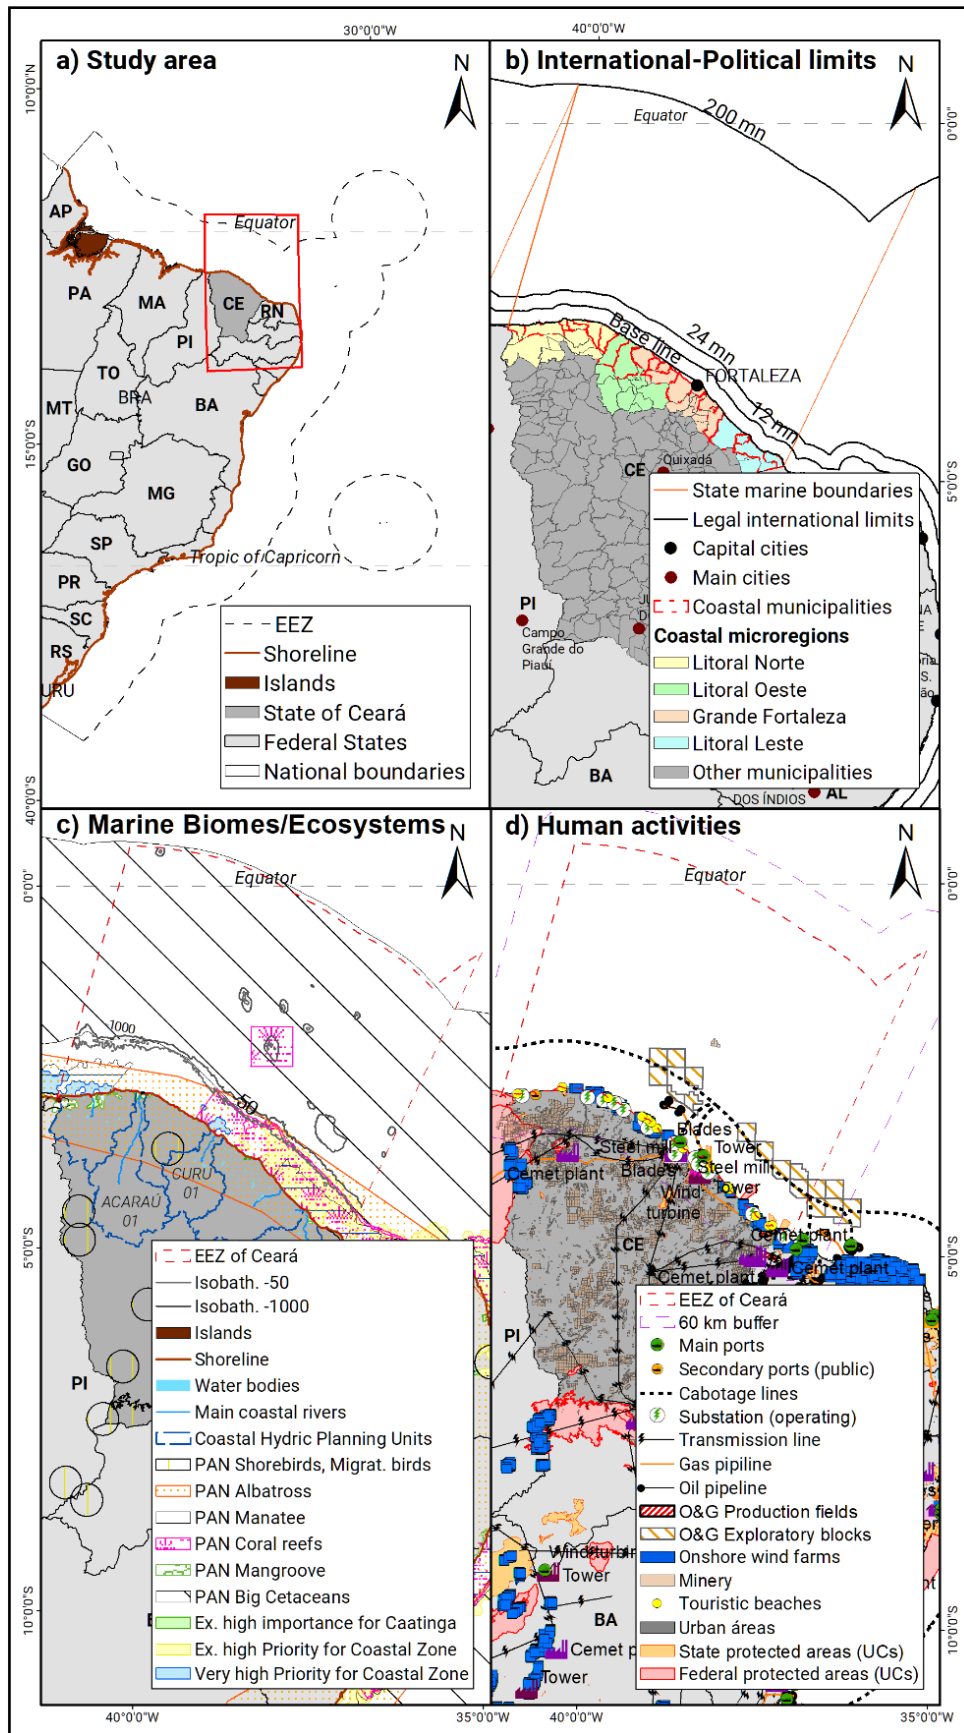 30°0'0"W
40°0'0"W
a) Study area
N
10°0'0"N
Equator
AP
PA
MA
CE
RN
PI
TO
BRA
BA
MT
GO
MG
SP
Tropic of Capricorn
PR
SC
RS
URU
15°0'0"S
40°0'0"S
EEZ
Shoreline
Islands
State of Ceará
Federal States
National boundaries
b) International-Political limits
N
200 mn
Equator
0°0'0"
24 mn
Base line
FORTALEZA
12 mn
CE
Quixadá
5°0'0"S
PI
Campo
Grande do
Piauí
BA
DOS ÍNDIOS
AL
State marine boundaries
Legal international limits
Capital cities
Main cities
Coastal municipalities
Coastal microregions
Litoral Norte
Litoral Oeste
Grande Fortaleza
Litoral Leste
Other municipalities
c) Marine Biomes/Ecosystems
N
0°0'0"
Equator
1000
-50
CURU
01
ACARAÚ
01
5°0'0"S
PI
10°0'0"S
EEZ of Ceará
Isobath. -50
Isobath. -1000
Islands
Shoreline
Water bodies
Main coastal rivers
Coastal Hydric Planning Units
PAN Shorebirds, Migrat. birds
PAN Albatross
PAN Manatee
PAN Coral reefs
PAN Mangroove
PAN Big Cetaceans
Ex. high importance for Caatinga
Ex. high Priority for Coastal Zone
Very high Priority for Coastal Zone
40°0'0"W
35°0'0"W
d) Human activities
N
Equator
0°0'0"
Blades
Steel mill
Tower
Cemet plant
Blades
Steel mill
Tower
Wind
turbine
CE
Cemet plant
Cemet plant
Cemet plant
5°0'0"S
PI
Wind turbin
Tower
BA
Cemet p
Tower
10°0'0"S
EEZ of Ceará
60 km buffer
Main ports
Secondary ports (public)
Cabotage lines
Substation (operating)
Transmission line
Gas pipiline
Oil pipeline
O&G Production fields
O&G Exploratory blocks
Onshore wind farms
Minery
Touristic beaches
Urban áreas
State protected areas (UCs)
Federal protected areas (UCs)
40°0'0"W
35°0'0"W